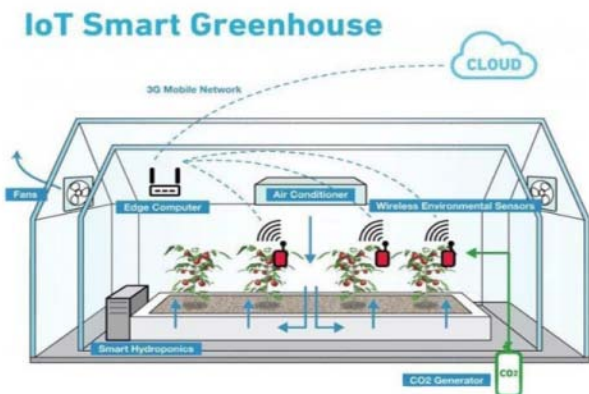 IoT Smart Greenhouse
CLOUD
3G Mobile Network
Fans
Edge Computer
Air Conditioner
Wireless Environmental Sensors
Smart Hydroponics
CO2
CO2 Generator